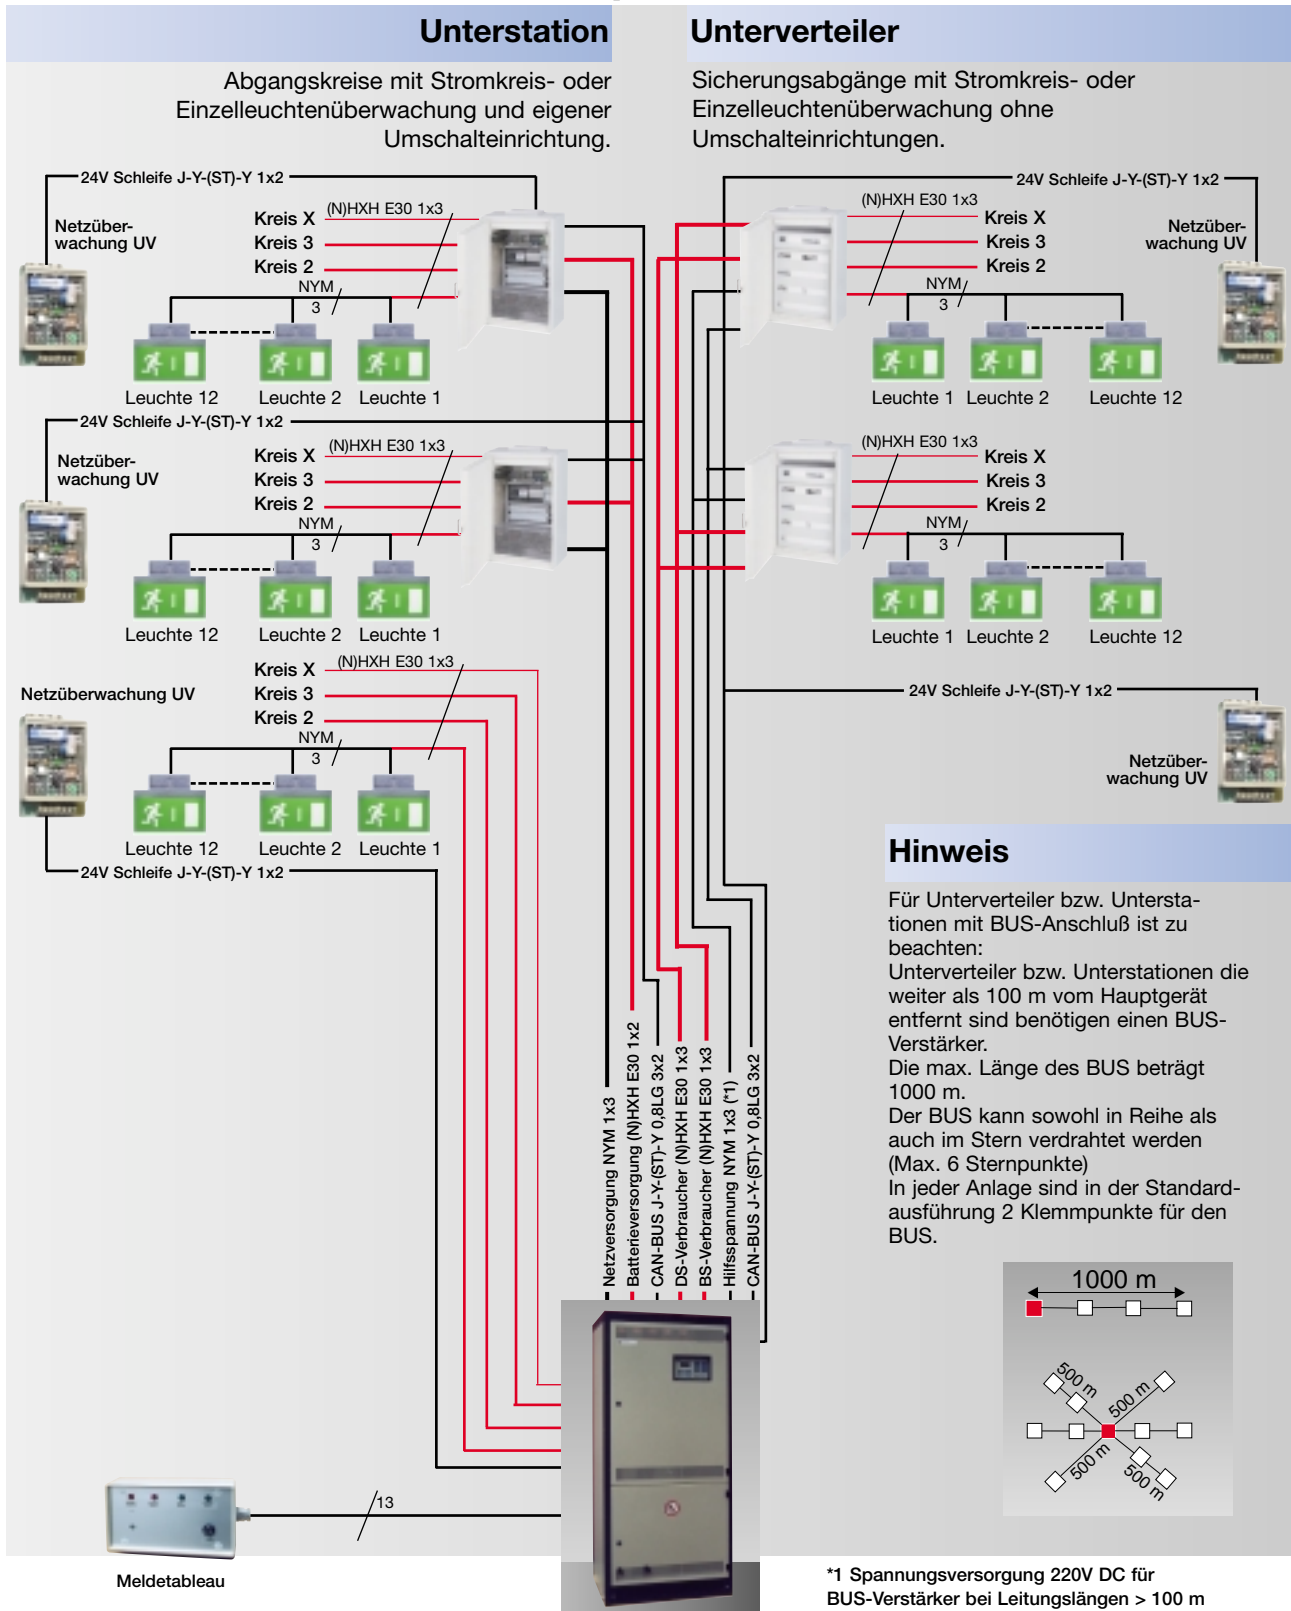 Unterstation
Abgangskreise mit Stromkreis- oder
Einzelleuchtenüberwachung und eigener
Umschalteinrichtung.
Unterverteiler
Sicherungsabgänge mit Stromkreis- oder
Einzelleuchtenüberwachung ohne
Umschalteinrichtungen.
24V Schleife J-Y-(ST)-Y 1x2
Netzüber-
wachung UV
(N)HXH E30 1x3
Kreis X
Kreis 3
Kreis 2
NYM
3
Leuchte 12
Leuchte 2
Leuchte 1
24V Schleife J-Y-(ST)-Y 1x2
Netzüber-
wachung UV
(N)HXH E30 1x3
Kreis X
Kreis 3
Kreis 2
NYM
3
Leuchte 1
Leuchte 2
Leuchte 12
24V Schleife J-Y-(ST)-Y 1x2
Netzüber-
wachung UV
(N)HXH E30 1x3
Kreis X
Kreis 3
Kreis 2
NYM
3
Leuchte 12
Leuchte 2
Leuchte 1
(N)HXH E30 1x3
Kreis X
Kreis 3
Kreis 2
NYM
3
Leuchte 1
Leuchte 2
Leuchte 12
Netzüberwachung UV
(N)HXH E30 1x3
Kreis X
Kreis 3
Kreis 2
NYM
3
Leuchte 12
Leuchte 2
Leuchte 1
24V Schleife J-Y-(ST)-Y 1x2
24V Schleife J-Y-(ST)-Y 1x2
Netzüber-
wachung UV
Hinweis
Für Unterverteiler bzw. Untersta-
tionen mit BUS-Anschluß ist zu
beachten:
Unterverteiler bzw. Unterstationen die
weiter als 100 m vom Hauptgerät
entfernt sind benötigen einen BUS-
Verstärker.
Die max. Länge des BUS beträgt
1000 m.
Der BUS kann sowohl in Reihe als
auch im Stern verdrahtet werden
(Max. 6 Sternpunkte)
In jeder Anlage sind in der Standard-
ausführung 2 Klemmpunkte für den
BUS.
Netzversorgung NYM 1x3
Batterieversorgung (N)HXH E30 1x2
CAN-BUS J-Y-(ST)-Y 0,8LG 3x2
DS-Verbraucher (N)HXH E30 1x3
BS-Verbraucher (N)HXH E30 1x3
Hilfsspannung NYM 1x3 (*1)
CAN-BUS J-Y-(ST)-Y 0,8LG 3x2
1000 m
500 m
500 m
500 m
500 m
13
Meldetableau
*1 Spannungsversorgung 220V DC für
BUS-Verstärker bei Leitungslängen > 100 m